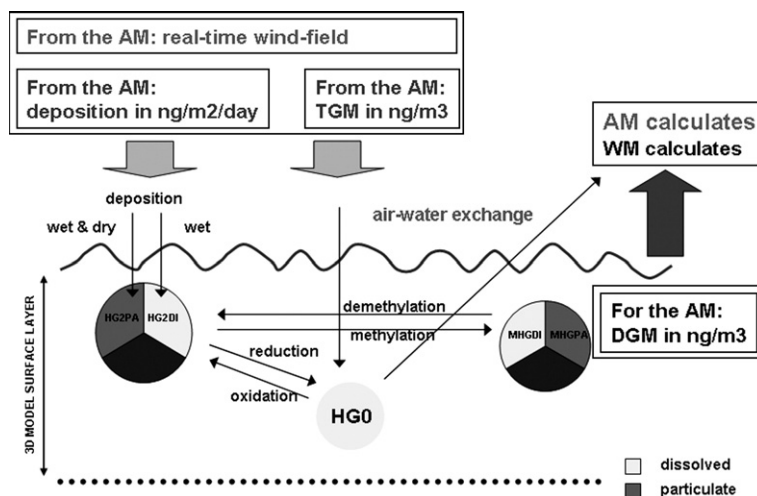 From the AM: real-time wind-field
From the AM:
deposition in ng/m2/day
From the AM:
TGM in ng/m3
AM calculates
WM calculates
deposition
wet & dry
wet
air-water exchange
3D MODEL SURFACE LAYER
HG2PA
HG2DI
demethylation
methylation
MHGDI
MHGPA
For the AM:
DGM in ng/m3
reduction
oxidation
HG0
dissolved
particulate